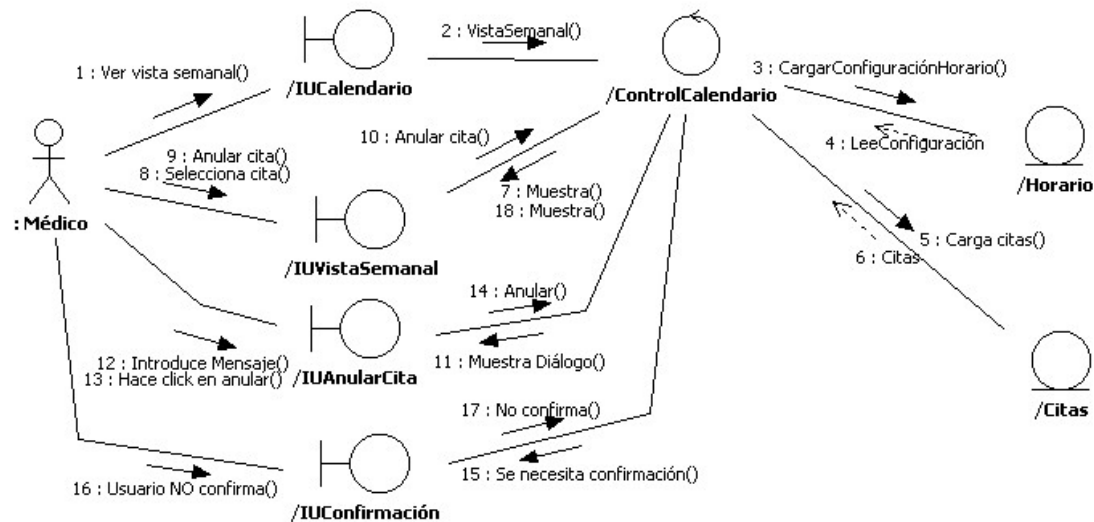 2 : VistaSemanal()
1 : Ver vista semanal()
/IUCalendario
/ControlCalendario
3 : CargarConfiguraciónHorario()
4 : LeeConfiguración
/Horario
10 : Anular cita()
9 : Anular cita()
8 : Selecciona cita()
7 : Muestra()
18 : Muestra()
: Médico
/IUVistaSemanal
5 : Carga citas()
6 : Citas
14 : Anular()
12 : Introduce Mensaje()
13 : Hace click en anular()
/IUAnularCita
11 : Muestra Diálogo()
/Citas
17 : No confirma()
16 : Usuario NO confirma()
15 : Se necesita confirmación()
/IUConfirmación